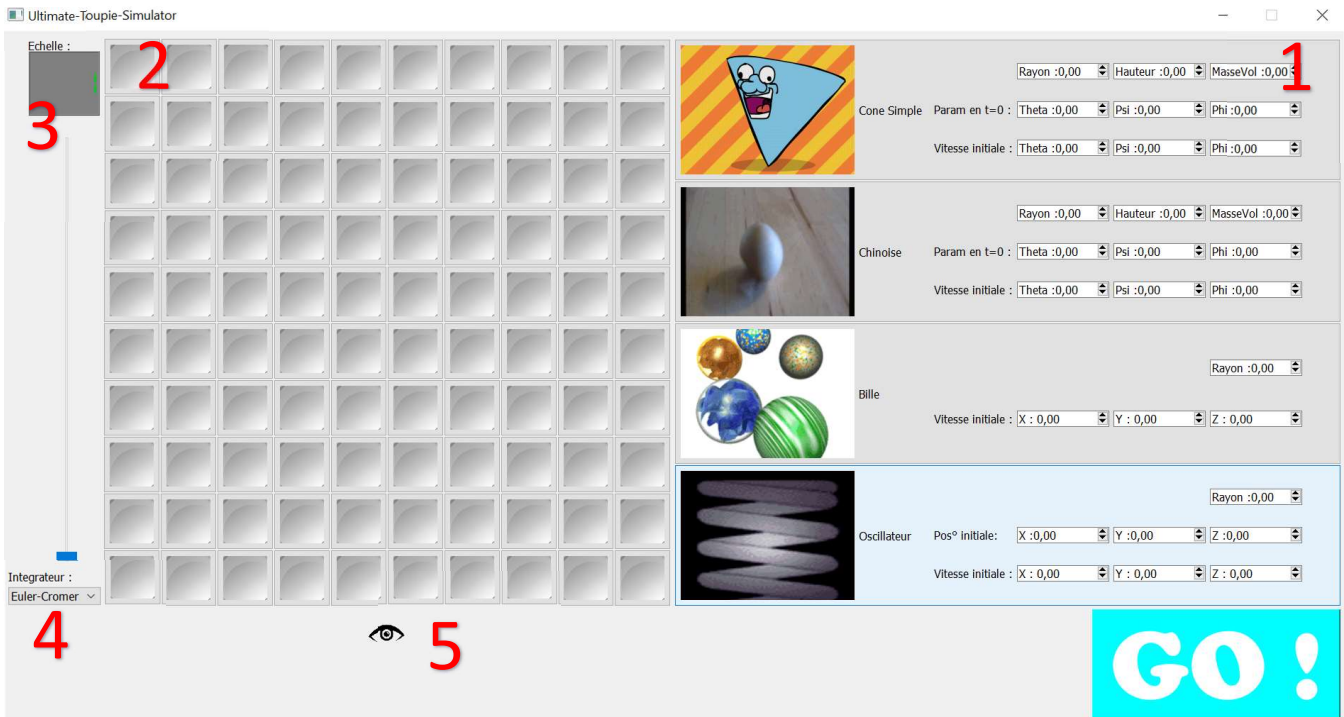 Ultimate-Toupie-Simulator
Echelle :
3
Integrateur :
Euler-Cromer
4
2
1
Rayon :0,00 Hauteur :0,00 MasseVol :0,00
Cone Simple Param en t=0 : Theta :0,00 Psi :0,00 Phi :0,00
Vitesse initiale : Theta :0,00 Psi :0,00 Phi :0,00
Rayon :0,00 Hauteur :0,00 MasseVol :0,00
Chinoise Param en t=0 : Theta :0,00 Psi :0,00 Phi :0,00
Vitesse initiale : Theta :0,00 Psi :0,00 Phi :0,00
Rayon :0,00
Bille
Vitesse initiale : X : 0,00 Y : 0,00 Z : 0,00
Rayon :0,00
Oscillateur Posº initiale: X :0,00 Y :0,00 Z :0,00
Vitesse initiale : X : 0,00 Y : 0,00 Z : 0,00
5
GO !